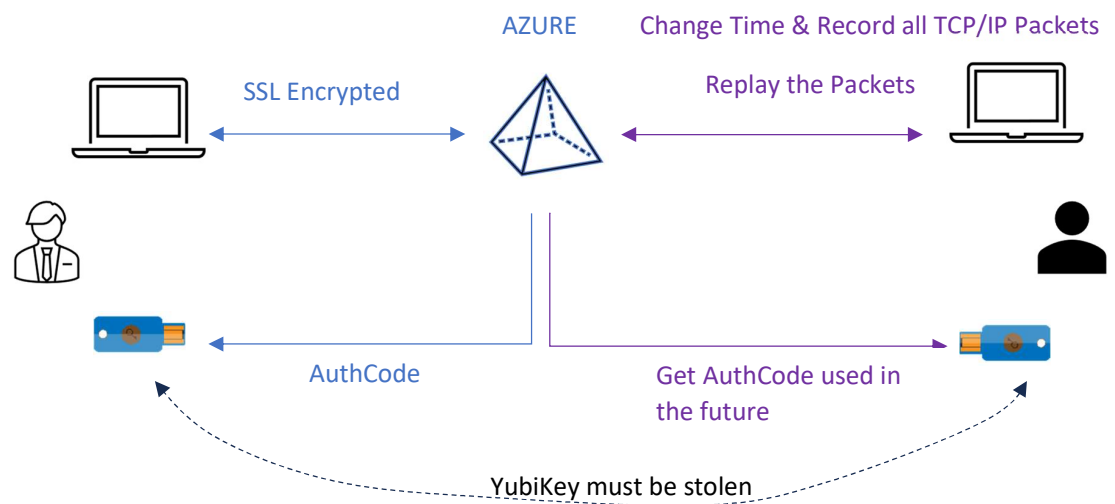 AZURE
Change Time & Record all TCP/IP Packets
SSL Encrypted
Replay the Packets
AuthCode
Get AuthCode used in
the future
YubiKey must be stolen